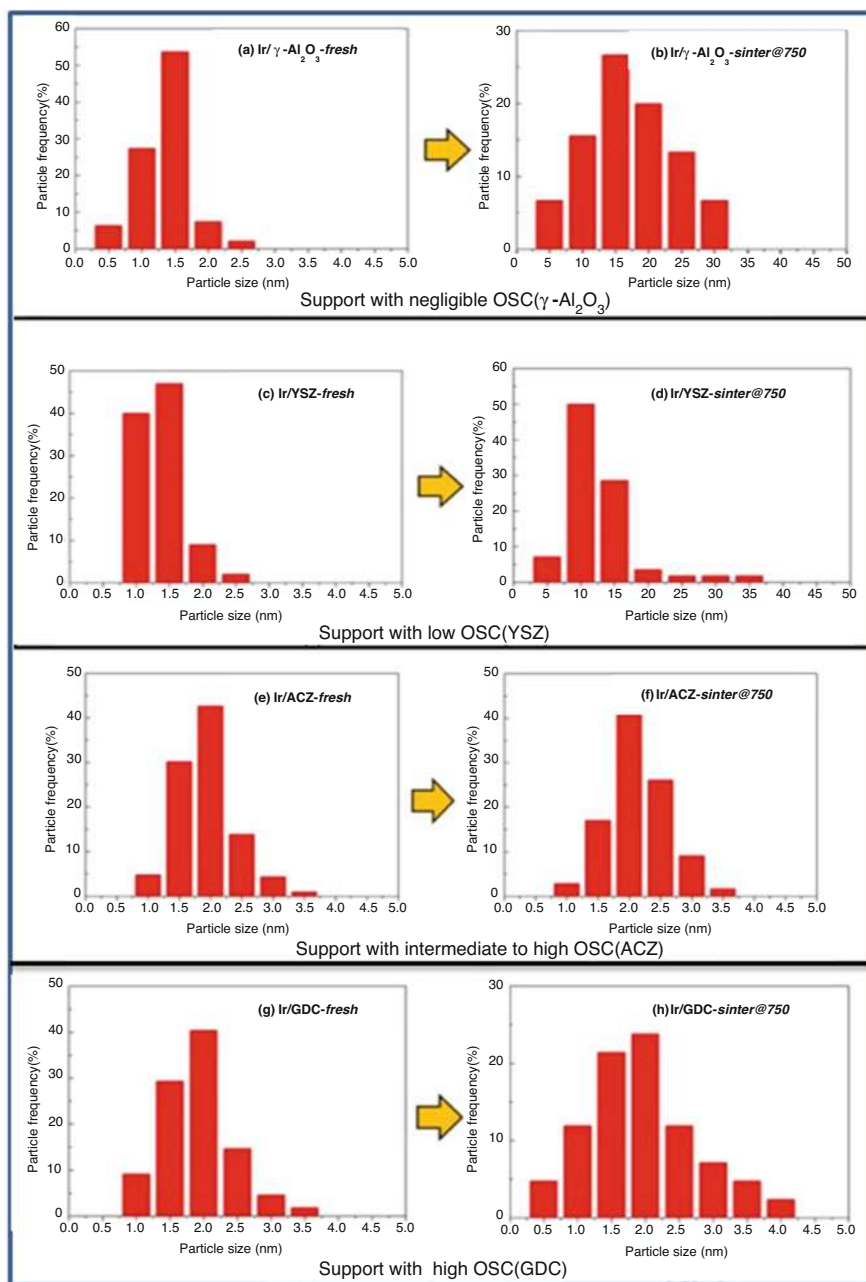 60
50
40
30
20
10
0
Particle frequency(%)
(a) Ir/ γ-Al₂O₃-fresh
0.0 0.5 1.0 1.5 2.0 2.5 3.0 3.5 4.0 4.5 5.0
Particle size (nm)
30
20
10
0
Particle frequency(%)
(b) Ir/γ-Al₂O₃-sinter@750
0 5 10 15 20 25 30 35 40 45 50
Particle size (nm)
Support with negligible OSC(γ-Al₂O₃)
50
40
30
20
10
0
Particle frequency(%)
(c) Ir/YSZ-fresh
0.0 0.5 1.0 1.5 2.0 2.5 3.0 3.5 4.0 4.5 5.0
Particle size (nm)
60
50
40
30
20
10
0
Particle frequency(%)
(d) Ir/YSZ-sinter@750
5 10 15 20 25 30 35 40 45 50
Particle size (nm)
Support with low OSC(YSZ)
50
40
30
20
10
0
Particle frequency(%)
(e) Ir/ACZ-fresh
0.0 0.5 1.0 1.5 2.0 2.5 3.0 3.5 4.0 4.5 5.0
Particle size (nm)
50
40
30
20
10
0
Particle frequency(%)
(f) Ir/ACZ-sinter@750
0.0 0.5 1.0 1.5 2.0 2.5 3.0 3.5 4.0 4.5 5.0
Particle size (nm)
Support with intermediate to high OSC(ACZ)
50
40
30
20
10
0
Particle frequency(%)
(g) Ir/GDC-fresh
0.0 0.5 1.0 1.5 2.0 2.5 3.0 3.5 4.0 4.5 5.0
Particle size (nm)
30
20
10
0
Particle frequency(%)
(h) Ir/GDC-sinter@750
0.0 0.5 1.0 1.5 2.0 2.5 3.0 3.5 4.0 4.5 5.0
Particle size (nm)
Support with high OSC(GDC)